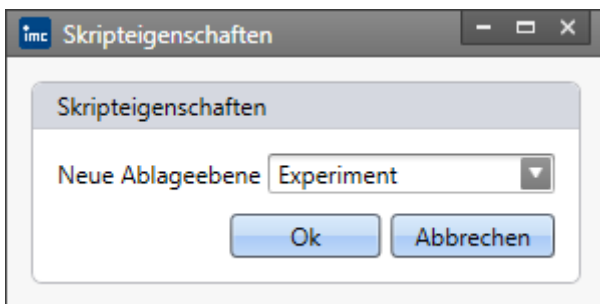 imc Skripteigenschaften
Skripteigenschaften
Neue Ablageebene Experiment
Ok Abbrechen